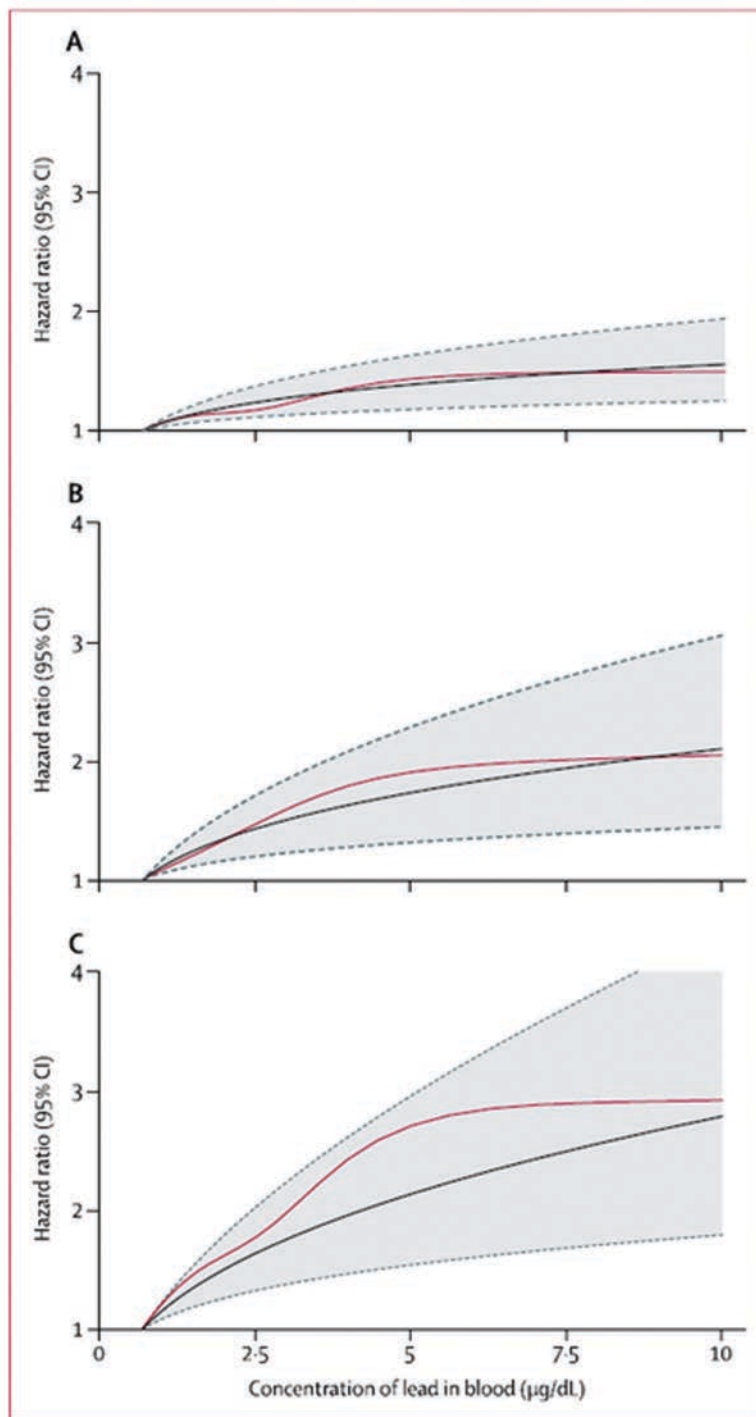 A
4
3
2
1
Hazard ratio (95% CI)
B
4
3
2
1
Hazard ratio (95% CI)
C
4
3
2
1
Hazard ratio (95% CI)
0
2·5
5
7·5
10
Concentration of lead in blood (µg/dL)